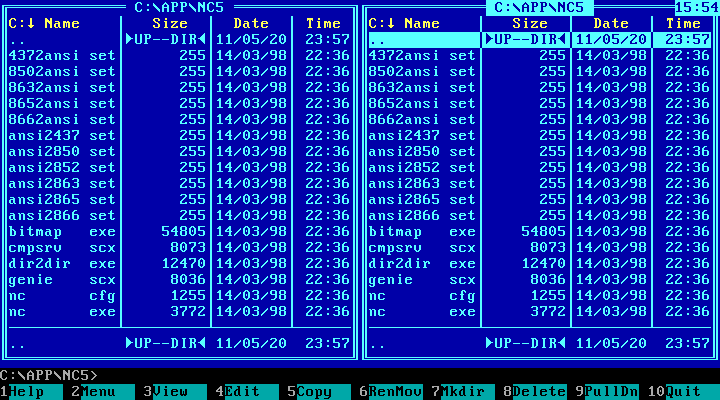 C:\APP\NC5 C:\APP\NC5 15:54
C:↓ Name Size Date Time C:↓ Name Size Date Time
.. ►UP--DIR◄ 11/05/20 23:57 .. ►UP--DIR◄ 11/05/20 23:57
4372ansi set 255 14/03/98 22:36 4372ansi set 255 14/03/98 22:36
8502ansi set 255 14/03/98 22:36 8502ansi set 255 14/03/98 22:36
8632ansi set 255 14/03/98 22:36 8632ansi set 255 14/03/98 22:36
8652ansi set 255 14/03/98 22:36 8652ansi set 255 14/03/98 22:36
8662ansi set 255 14/03/98 22:36 8662ansi set 255 14/03/98 22:36
ansi2437 set 255 14/03/98 22:36 ansi2437 set 255 14/03/98 22:36
ansi2850 set 255 14/03/98 22:36 ansi2850 set 255 14/03/98 22:36
ansi2852 set 255 14/03/98 22:36 ansi2852 set 255 14/03/98 22:36
ansi2863 set 255 14/03/98 22:36 ansi2863 set 255 14/03/98 22:36
ansi2865 set 255 14/03/98 22:36 ansi2865 set 255 14/03/98 22:36
ansi2866 set 255 14/03/98 22:36 ansi2866 set 255 14/03/98 22:36
bitmap exe 54805 14/03/98 22:36 bitmap exe 54805 14/03/98 22:36
cmpsrv scx 8073 14/03/98 22:36 cmpsrv scx 8073 14/03/98 22:36
dir2dir exe 12470 14/03/98 22:36 dir2dir exe 12470 14/03/98 22:36
genie scx 8036 14/03/98 22:36 genie scx 8036 14/03/98 22:36
nc cfg 1255 14/03/98 22:36 nc cfg 1255 14/03/98 22:36
nc exe 3772 14/03/98 22:36 nc exe 3772 14/03/98 22:36
.. ►UP--DIR◄ 11/05/20 23:57 .. ►UP--DIR◄ 11/05/20 23:57
C:\APP\NC5>
1Help 2Menu 3View 4Edit 5Copy 6RenMov 7Mkdir 8Delete 9PullDn 10Quit